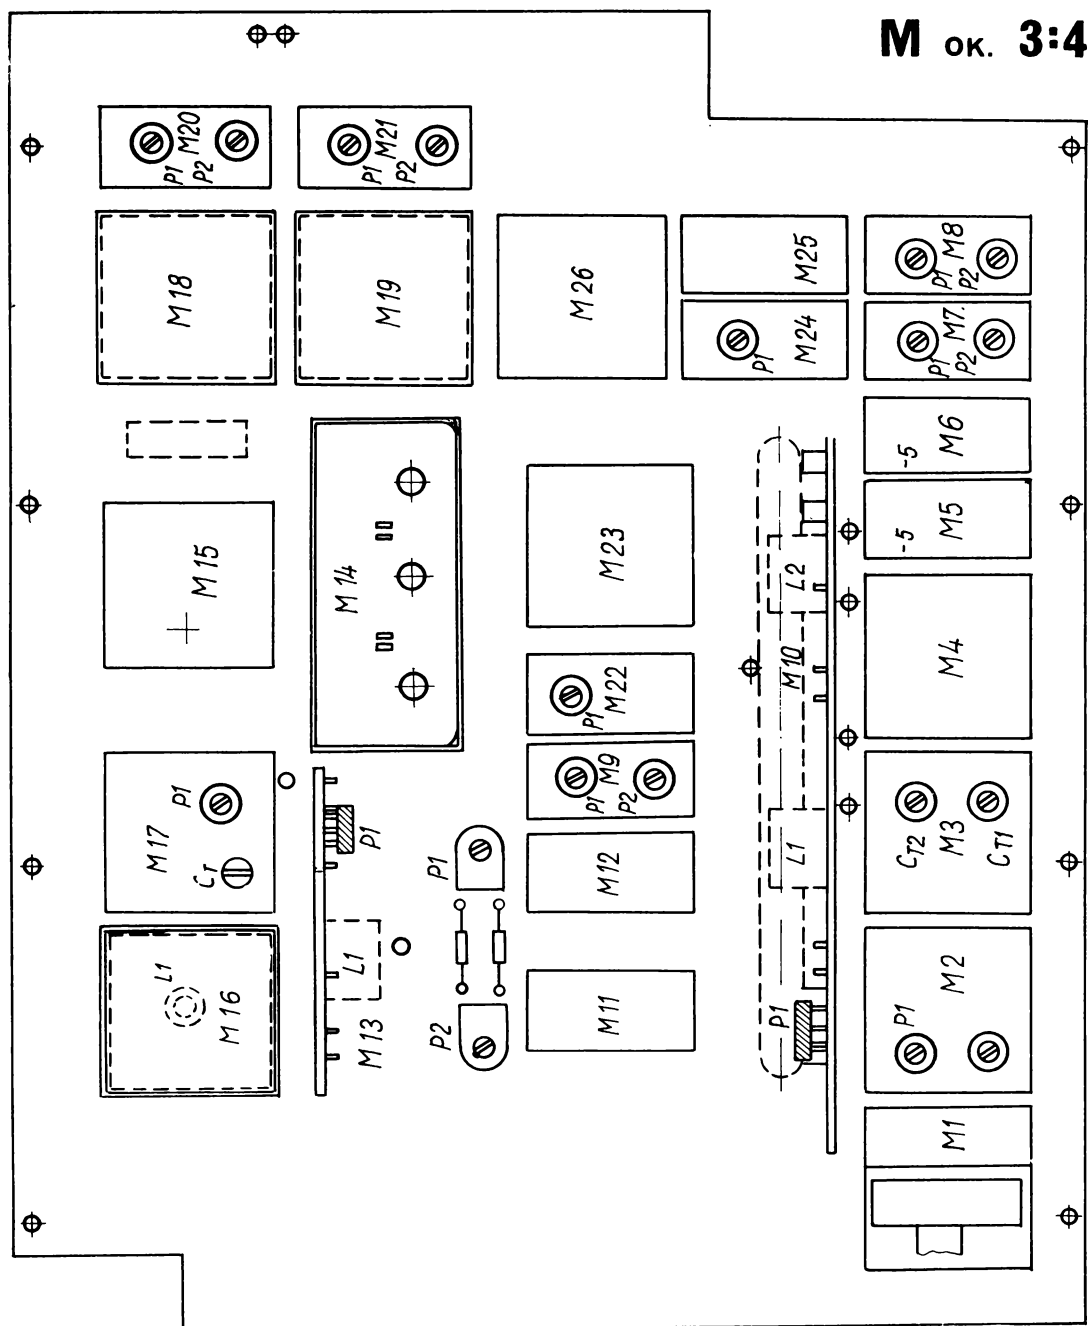 М ок. 3:4
P1 M20 P2
P1 M21 P2
M18
M19
M26
M25
P1 M24
P1 M8 P2
P1 M7 P2
-5 M6
-5 M5
M15
M14
M23
L2
M10
M4
P1 M22
P1 M9 P2
P1
M17
CT
P1
P1
M12
L1
CT2 M3 CT1
L1
M16
L1
M13
P2
M11
P1
P1 M2
M1